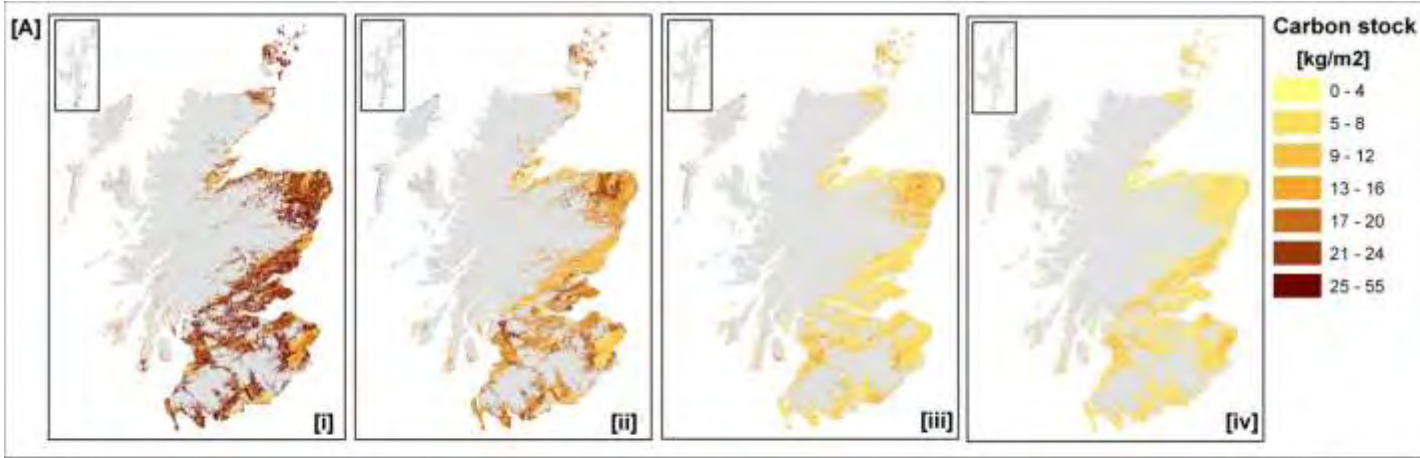 [A]
Carbon stock
[kg/m2]
0 - 4
5 - 8
9 - 12
13 - 16
17 - 20
21 - 24
25 - 55
[i]
[ii]
[iii]
[iv]